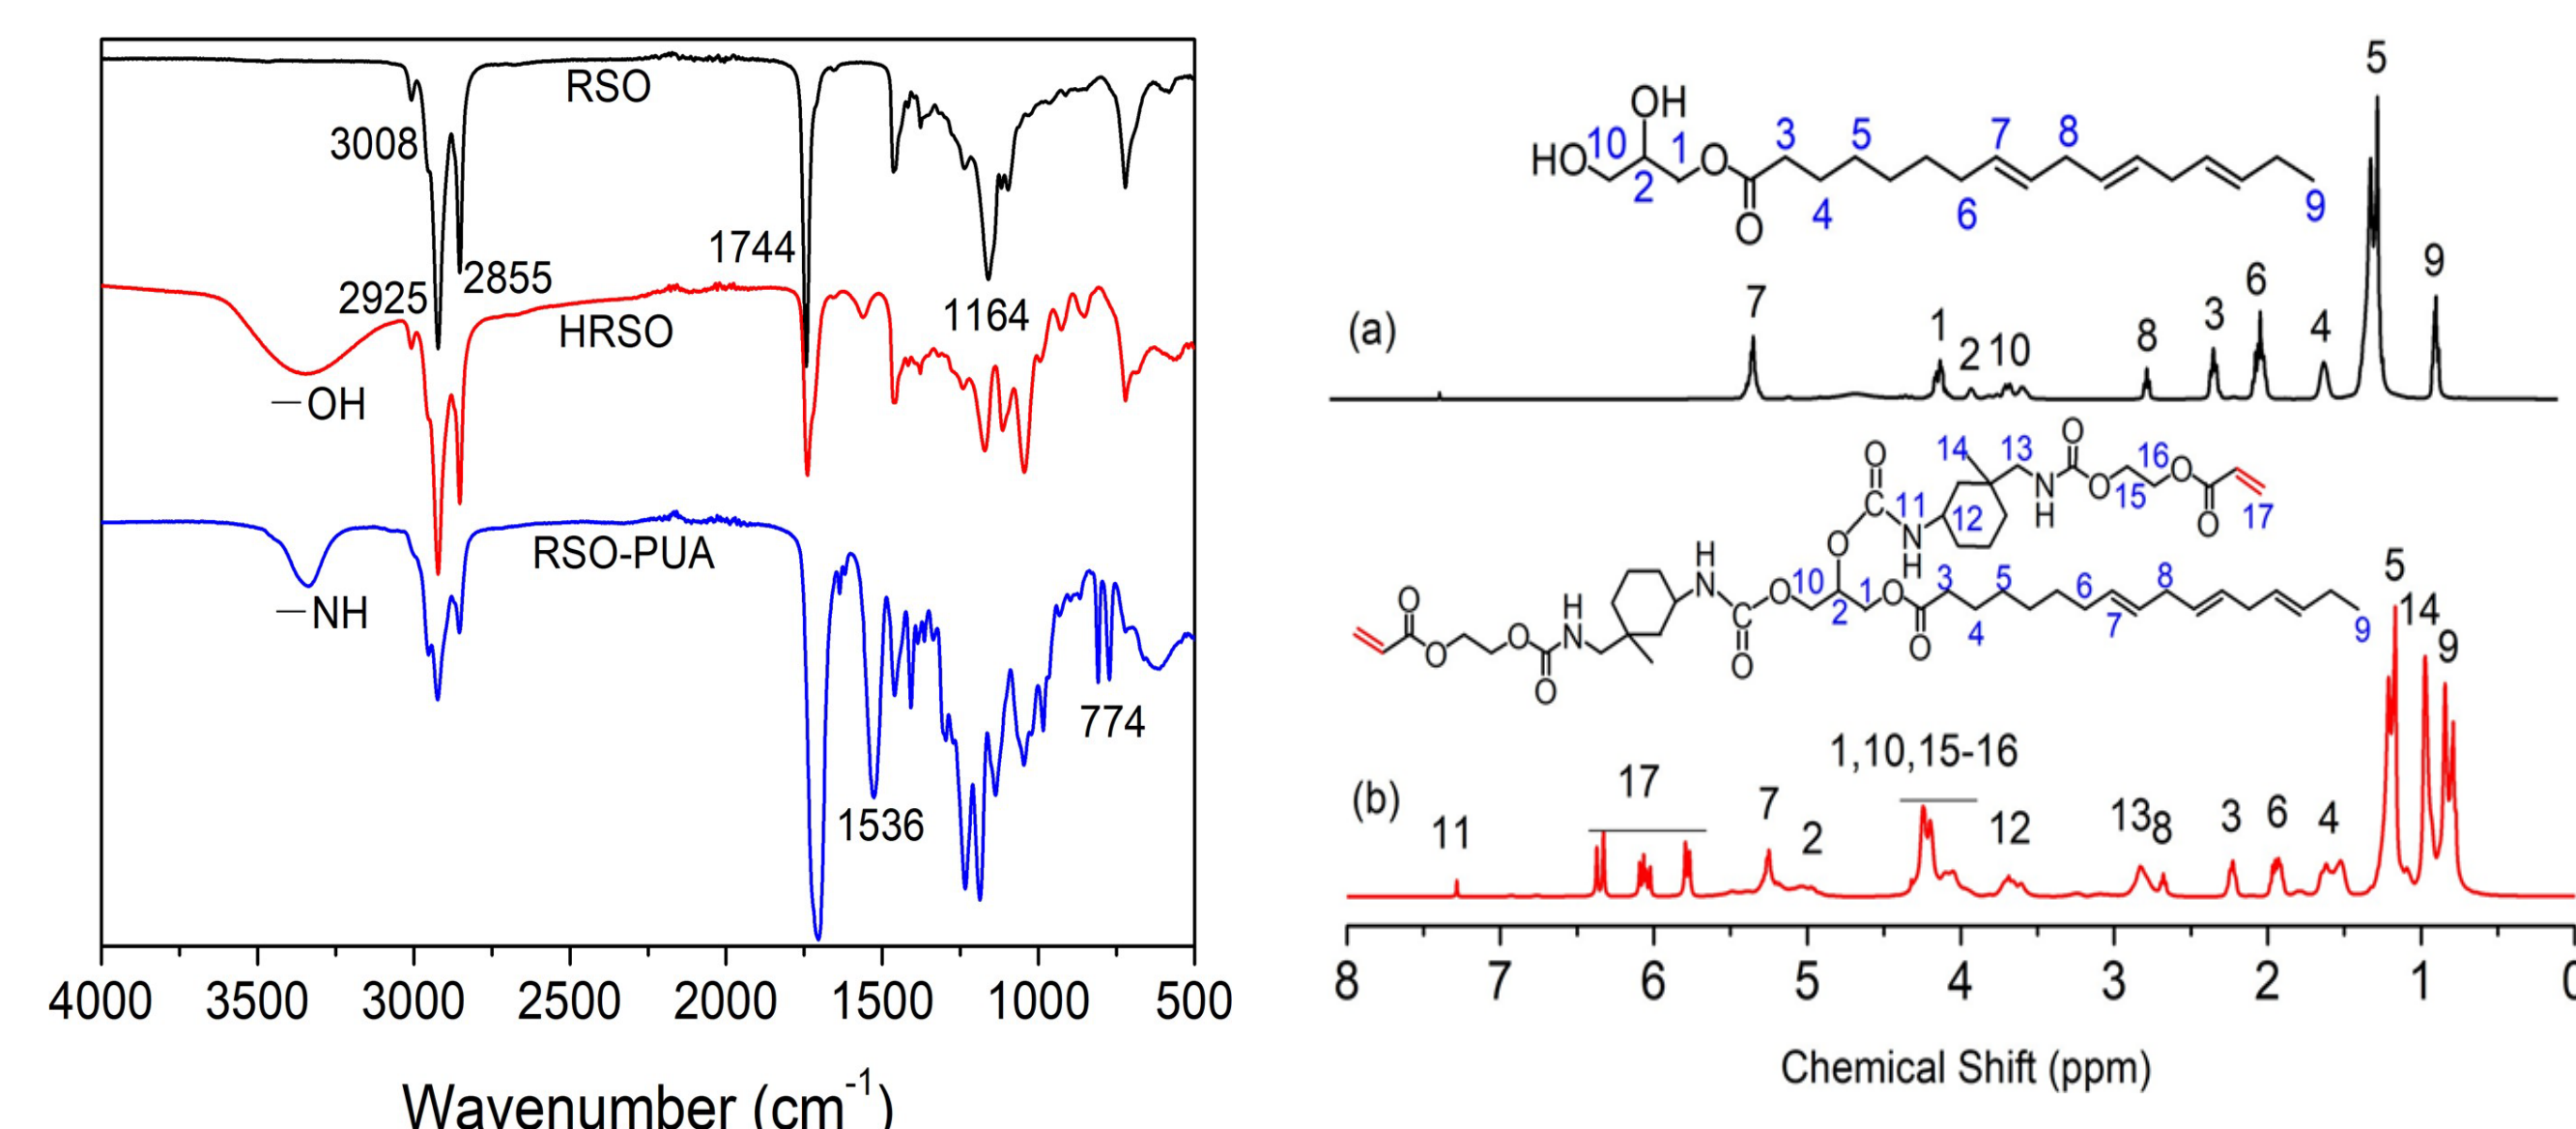 RSO
3008
1744
2925
2855
HRSO
1164
—OH
RSO-PUA
—NH
774
1536
4000 3500 3000 2500 2000 1500 1000 500
Wavenumber (cm-1)
OH
HO 10 1 O 3 5 7 8
2 O 4 6 9
5
(a)
7 1 2 10 8 3 6 4 9
O 14 13 O 16 O
C 11 N H 12 N H O 15 O 17
O
O H N O 10 1 O 3 5 6 8
2 4 7 9
O O H N O O O
5
14
9
(b)
1,10,15-16
11 17 7 2 12 13 8 3 6 4
8 7 6 5 4 3 2 1 0
Chemical Shift (ppm)